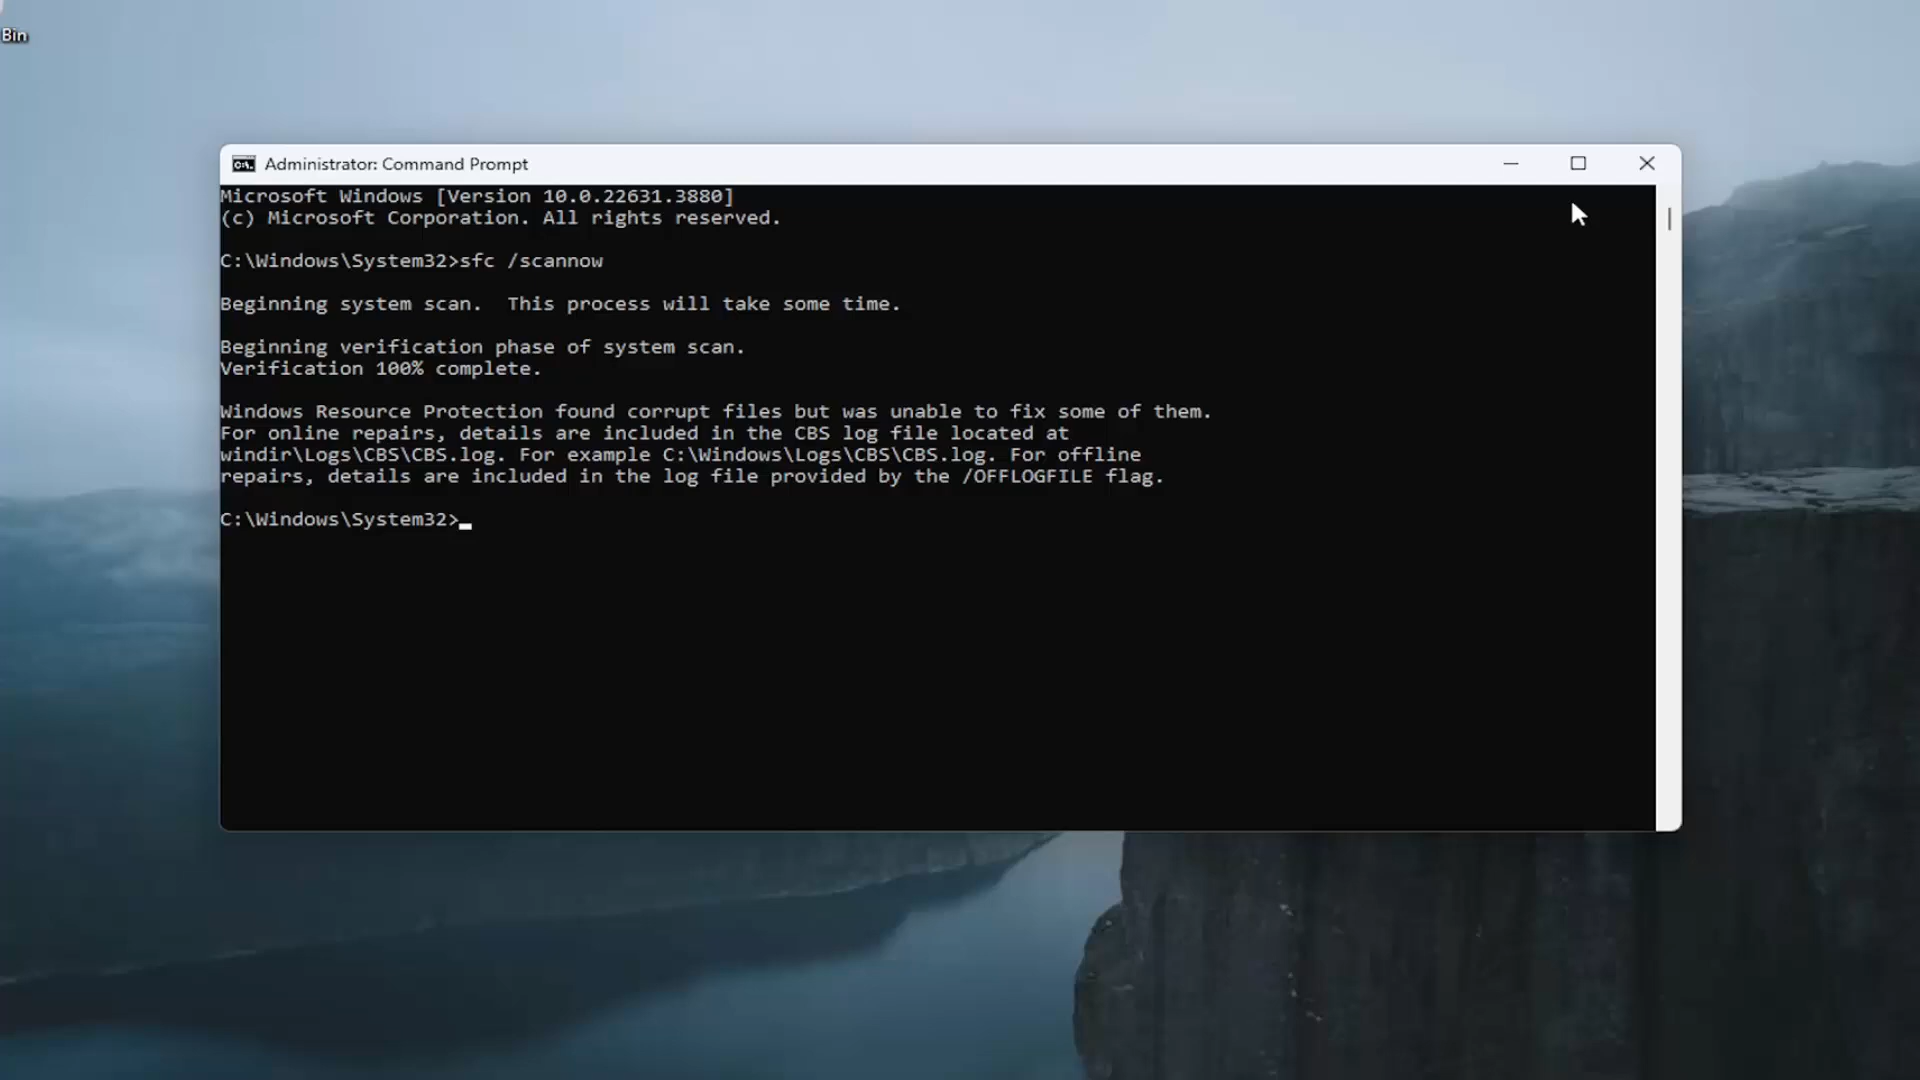 Bin
Administrator: Command Prompt
Microsoft Windows [Version 10.0.22631.3880]
(c) Microsoft Corporation. All rights reserved.
C:\Windows\System32>sfc /scannow
Beginning system scan.  This process will take some time.
Beginning verification phase of system scan.
Verification 100% complete.
Windows Resource Protection found corrupt files but was unable to fix some of them.
For online repairs, details are included in the CBS log file located at
windir\Logs\CBS\CBS.log. For example C:\Windows\Logs\CBS\CBS.log. For offline
repairs, details are included in the log file provided by the /OFFLOGFILE flag.
C:\Windows\System32>